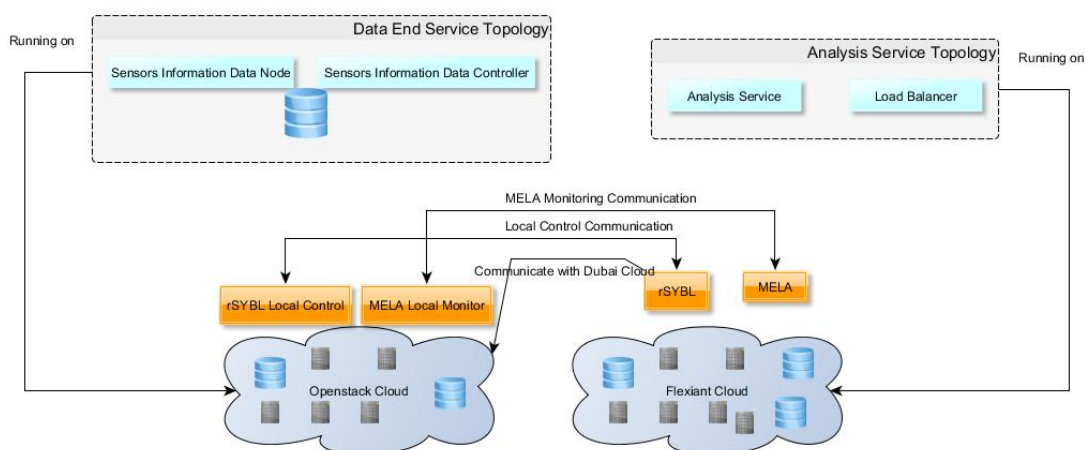 Data End Service Topology
Running on
Sensors Information Data Node
Sensors Information Data Controller
Analysis Service Topology
Running on
Analysis Service
Load Balancer
MELA Monitoring Communication
Local Control Communication
Communicate with Dubai Cloud
rSYBL Local Control
MELA Local Monitor
rSYBL
MELA
Openstack Cloud
Flexiant Cloud